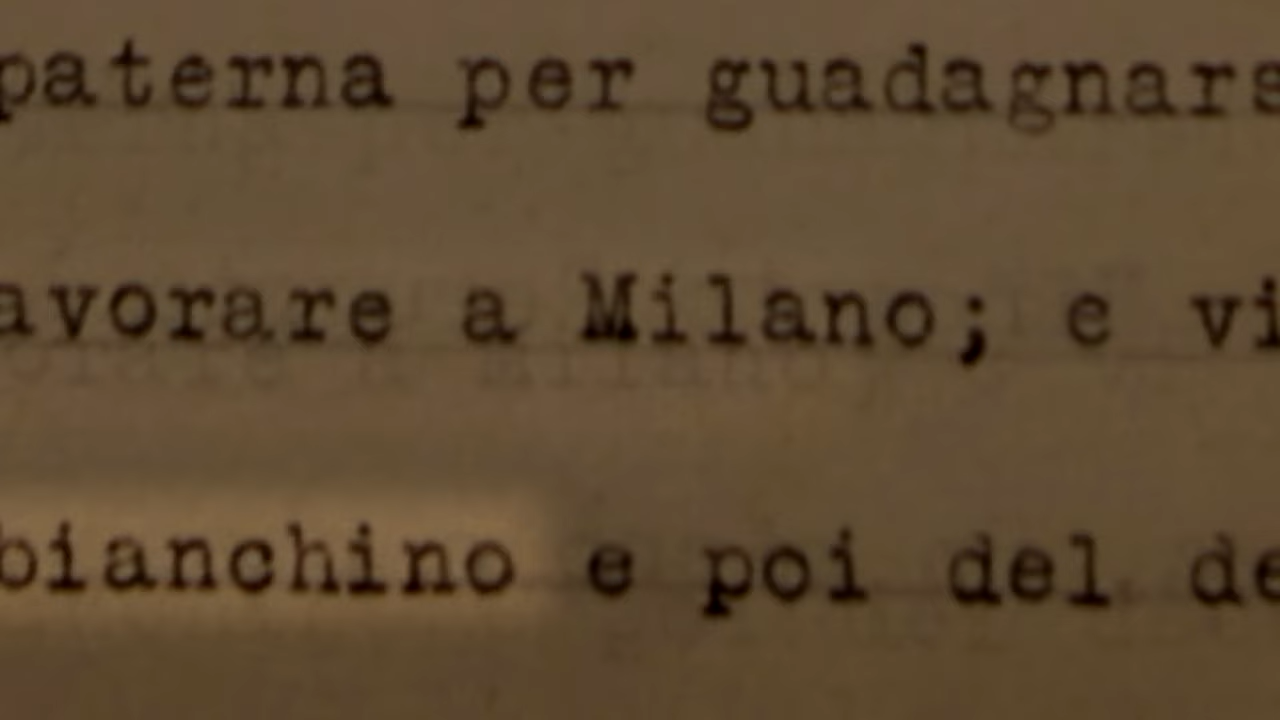 paterna per guadagnars
avorare a Milano; e vi
bianchino e poi del de